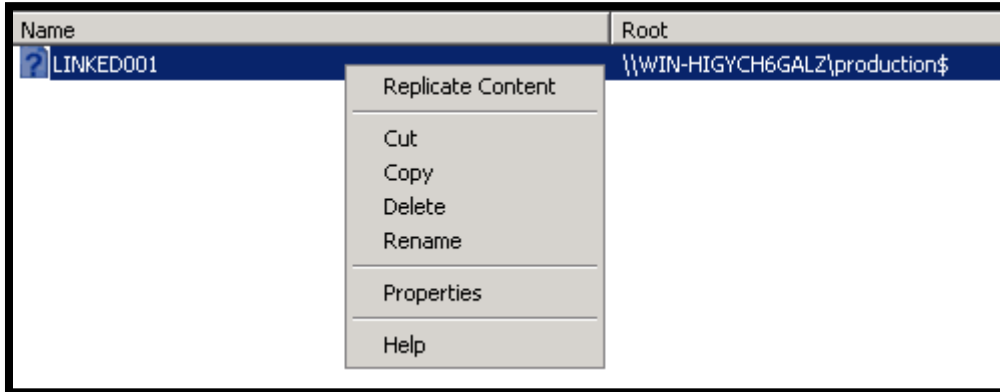 Name Root
LINKED001 \\WIN-HIGYCH6GALZ\production$
Replicate Content
Cut
Copy
Delete
Rename
Properties
Help